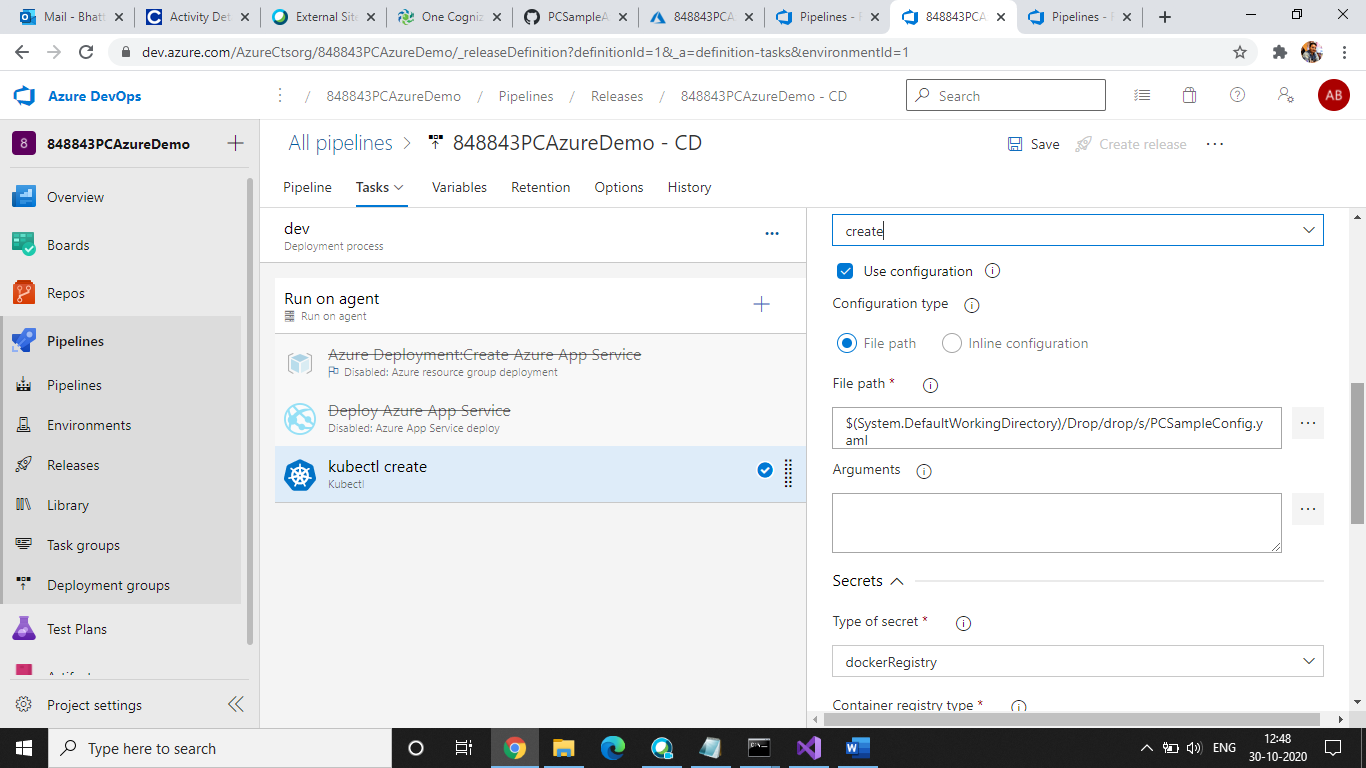 Mail - Bhatt
Activity Det
External Site
One Cogniz
PCSampleA
848843PCA
Pipelines -
848843PCA
Pipelines -
dev.azure.com/AzureCtsorg/848843PCAzureDemo/_releaseDefinition?definitionId=1&_a=definition-tasks&environmentId=1
Azure DevOps
/ 848843PCAzureDemo / Pipelines / Releases / 848843PCAzureDemo - CD
Search
AB
8 848843PCAzureDemo
All pipelines > 848843PCAzureDemo - CD
Save
Create release
Pipeline
Tasks
Variables
Retention
Options
History
Overview
Boards
Repos
Pipelines
Pipelines
Environments
Releases
Library
Task groups
Deployment groups
Test Plans
Project settings
dev
Deployment process
Run on agent
Run on agent
Azure Deployment:Create Azure App Service
Disabled: Azure resource group deployment
Deploy Azure App Service
Disabled: Azure App Service deploy
kubectl create
Kubectl
create
Use configuration
Configuration type
File path
Inline configuration
File path *
$(System.DefaultWorkingDirectory)/Drop/drop/s/PCSampleConfig.y
aml
Arguments
Secrets
Type of secret *
dockerRegistry
Container registry type *
Type here to search
ENG
12:48
30-10-2020